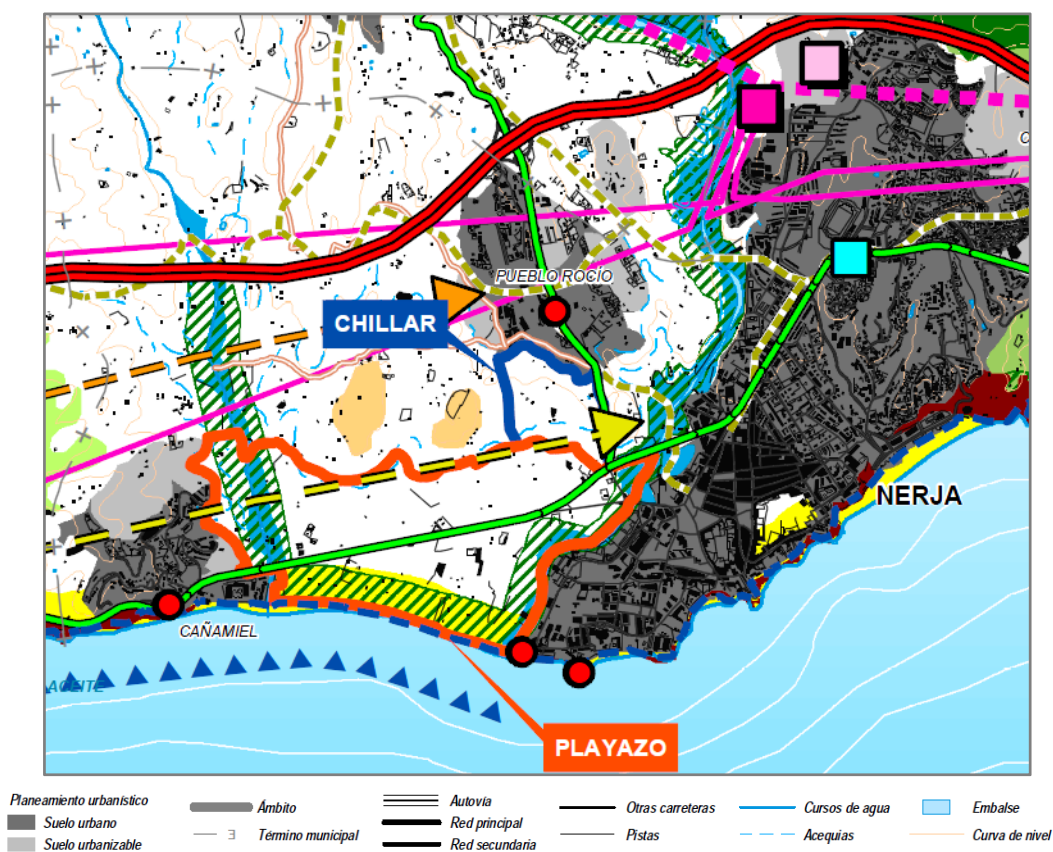 PUEBLO ROCÍO
CHILLAR
NERJA
CAÑAMIEL
ACEITE
PLAYAZO
Planeamiento urbanístico
Suelo urbano
Suelo urbanizable
Ámbito
Término municipal
Autovía
Red principal
Red secundaria
Otras carreteras
Pistas
Cursos de agua
Acequias
Embalse
Curva de nivel